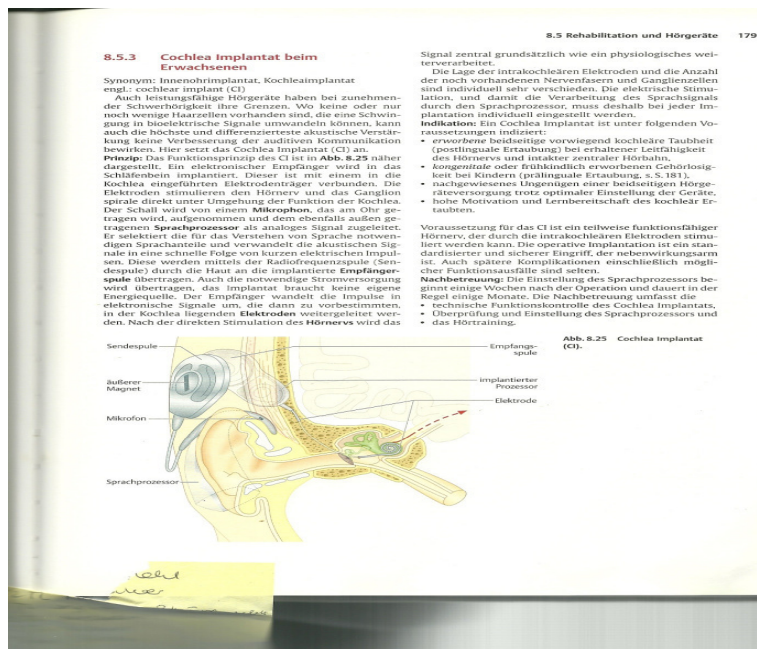 8.5 Rehabilitation und Hörgeräte 179
8.5.3 Cochlea Implantat beim
Erwachsenen
Synonym: Innenohrimplantat, Kochleaimplantat
engl.: cochlear implant (CI)
Auch leistungsfähige Hörgeräte haben bei zunehmen-
der Schwerhörigkeit ihre Grenzen. Wo keine oder nur
noch wenige Haarzellen vorhanden sind, die eine Schwin-
gung in bioelektrische Signale umwandeln können, kann
auch die höchste und differenzierteste akustische Verstär-
kung keine Verbesserung der auditiven Kommunikation
bewirken. Hier setzt das Cochlea Implantat (CI) an.
Prinzip: Das Funktionsprinzip des CI ist in Abb. 8.25 näher
dargestellt. Ein elektronischer Empfänger wird in das
Schläfenbein implantiert. Dieser ist mit einem in die
Kochlea eingeführten Elektrodenträger verbunden. Die
Elektroden stimulieren den Hörnerv und das Ganglion
spirale direkt unter Umgehung der Funktion der Kochlea.
Der Schall wird von einem Mikrophon, das am Ohr ge-
tragen wird, aufgenommen und dem ebenfalls außen ge-
tragenen Sprachprozessor als analoges Signal zugeleitet.
Er selektiert die für das Verstehen von Sprache notwen-
digen Sprachanteile und verwandelt die akustischen Sig-
nale in eine schnelle Folge von kurzen elektrischen Impul-
sen. Diese werden mittels der Radiofrequenzspule (Sen-
despule) durch die Haut an die implantierte Empfänger-
spule übertragen. Auch die notwendige Stromversorgung
wird übertragen, das Implantat braucht keine eigene
Energiequelle. Der Empfänger wandelt die Impulse in
elektronische Signale um, die dann zu vorbestimmten,
in der Kochlea liegenden Elektroden weitergeleitet wer-
den. Nach der direkten Stimulation des Hörnervs wird das
Signal zentral grundsätzlich wie ein physiologisches wei-
terverarbeitet.
Die Lage der intrakochleären Elektroden und die Anzahl
der noch vorhandenen Nervenfasern und Ganglienzellen
sind individuell sehr verschieden. Die elektrische Stimu-
lation, und damit die Verarbeitung des Sprachsignals
durch den Sprachprozessor, muss deshalb bei jeder Im-
plantation individuell eingestellt werden.
Indikation: Ein Cochlea Implantat ist unter folgenden Vo-
raussetzungen indiziert:
• erworbene beidseitige vorwiegend kochleäre Taubheit
(postlinguale Ertaubung) bei erhaltener Leitfähigkeit
des Hörnervs und intakter zentraler Hörbahn,
• kongenitale oder frühkindlich erworbenen Gehörlosig-
keit bei Kindern (prälinguale Ertaubung, s. S. 181),
• nachgewiesenes Ungenügen einer beidseitigen Hörge-
räteversorgung trotz optimaler Einstellung der Geräte,
• hohe Motivation und Lernbereitschaft des kochleär Er-
taubten.
Voraussetzung für das CI ist ein teilweise funktionsfähiger
Hörnerv, der durch die intrakochleären Elektroden stimu-
liert werden kann. Die operative Implantation ist ein stan-
dardisierter und sicherer Eingriff, der nebenwirkungsarm
ist. Auch spätere Komplikationen einschließlich mögli-
cher Funktionsausfälle sind selten.
Nachbetreuung: Die Einstellung des Sprachprozessors be-
ginnt einige Wochen nach der Operation und dauert in der
Regel einige Monate. Die Nachbetreuung umfasst die
• technische Funktionskontrolle des Cochlea Implantats,
• Überprüfung und Einstellung des Sprachprozessors und
• das Hörtraining.
Abb. 8.25 Cochlea Implantat
(CI).
Sendespule
äußerer
Magnet
Mikrofon
Sprachprozessor
Empfangs-
spule
implantierter
Prozessor
Elektrode